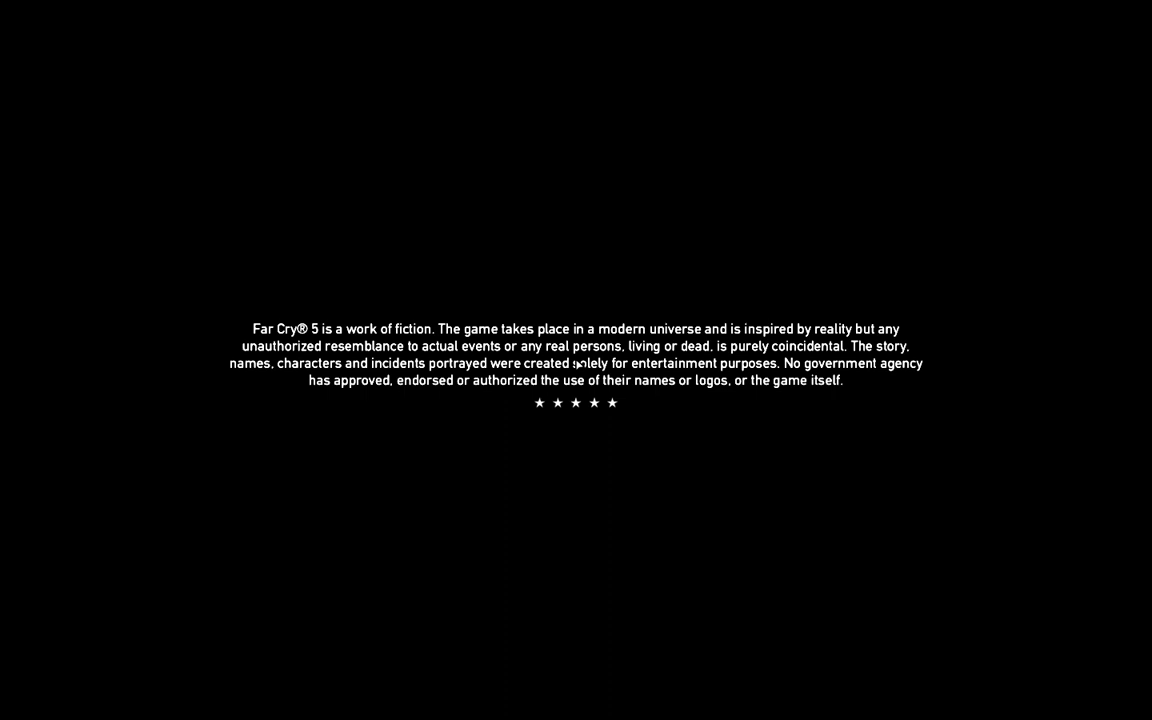 Far Cry® 5 is a work of fiction. The game takes place in a modern universe and is inspired by reality but any
unauthorized resemblance to actual events or any real persons, living or dead, is purely coincidental. The story,
names, characters and incidents portrayed were created solely for entertainment purposes. No government agency
has approved, endorsed or authorized the use of their names or logos, or the game itself.
★ ★ ★ ★ ★